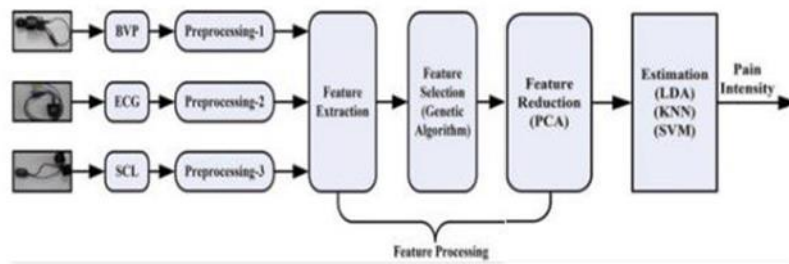 BVP
Preprocessing-1
ECG
Preprocessing-2
SCL
Preprocessing-3
Feature
Extraction
Feature
Selection
(Genetic
Algorithm)
Feature
Reduction
(PCA)
Estimation
(LDA)
(KNN)
(SVM)
Pain
Intensity
Feature Processing